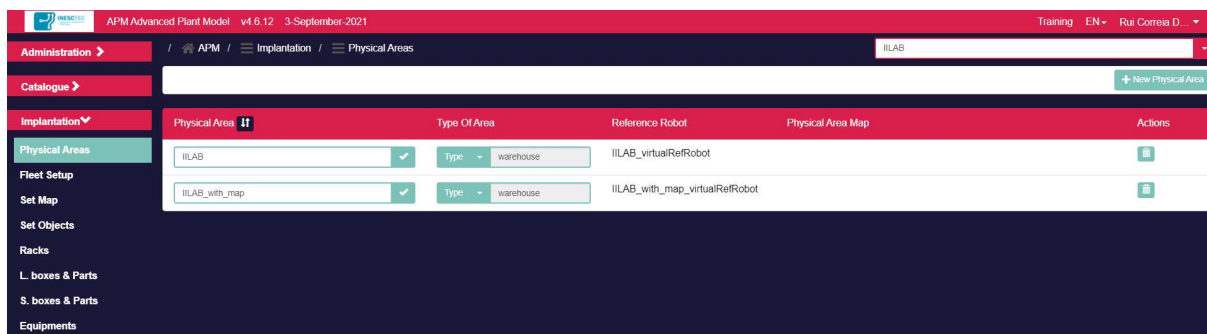 INESCTEC APM Advanced Plant Model v4.6.12 3-September-2021 Training EN Rui Correia D...
Administration
/ APM / Implantation / Physical Areas
IILAB
Catalogue
+ New Physical Area
Implantation
Physical Area Type Of Area Reference Robot Physical Area Map Actions
Physical Areas
IILAB Type warehouse IILAB_virtualRefRobot
Fleet Setup
IILAB_with_map Type warehouse IILAB_with_map_virtualRefRobot
Set Map
Set Objects
Racks
L. boxes & Parts
S. boxes & Parts
Equipments